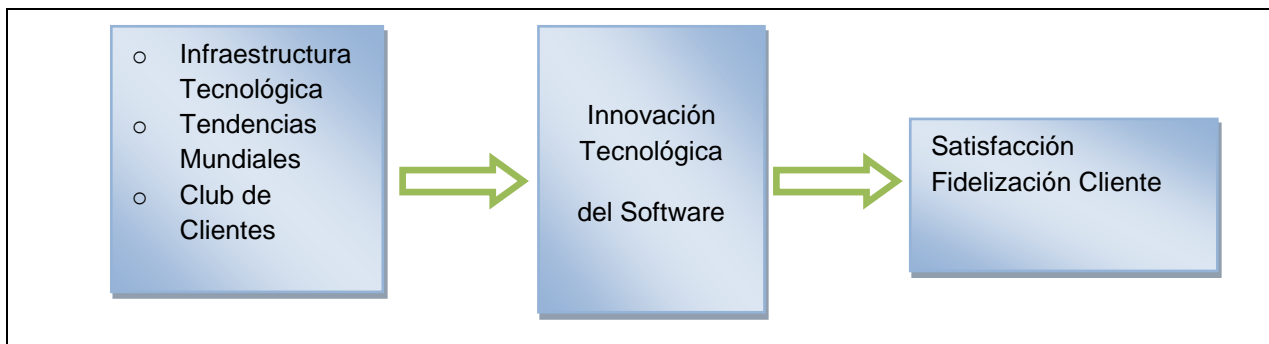 o Infraestructura
Tecnológica
o Tendencias
Mundiales
o Club de
Clientes
Innovación
Tecnológica
del Software
Satisfacción
Fidelización Cliente